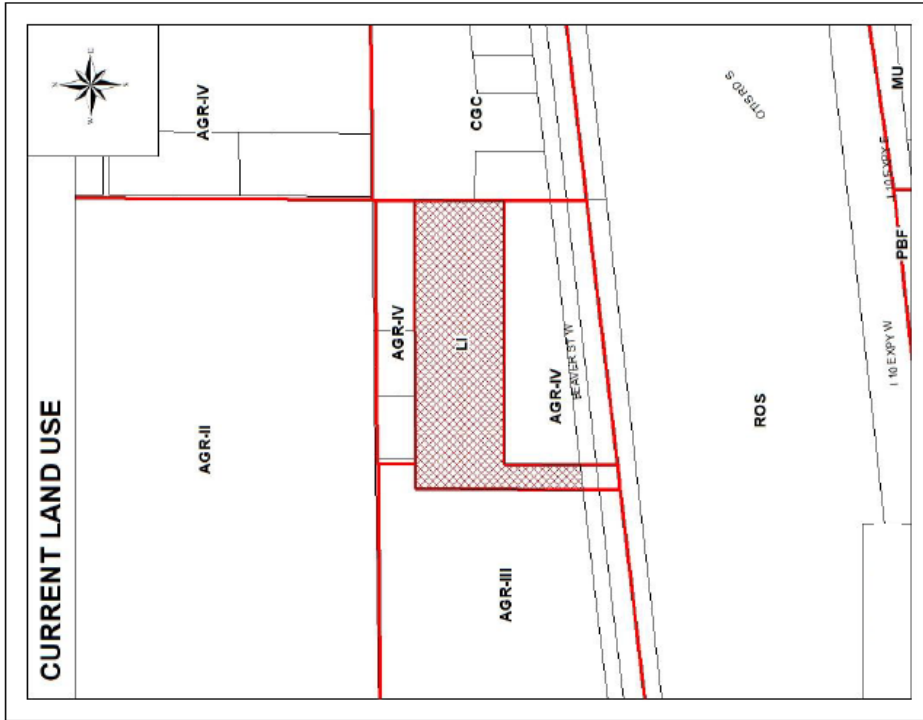 CURRENT LAND USE
N
W
E
S
AGR-II
AGR-IV
AGR-IV
LI
CGC
AGR-III
AGR-IV
BEAVER ST W
OTIS RD S
ROS
I 10 EXPY W
I 10 EXPY E
PBF
MU